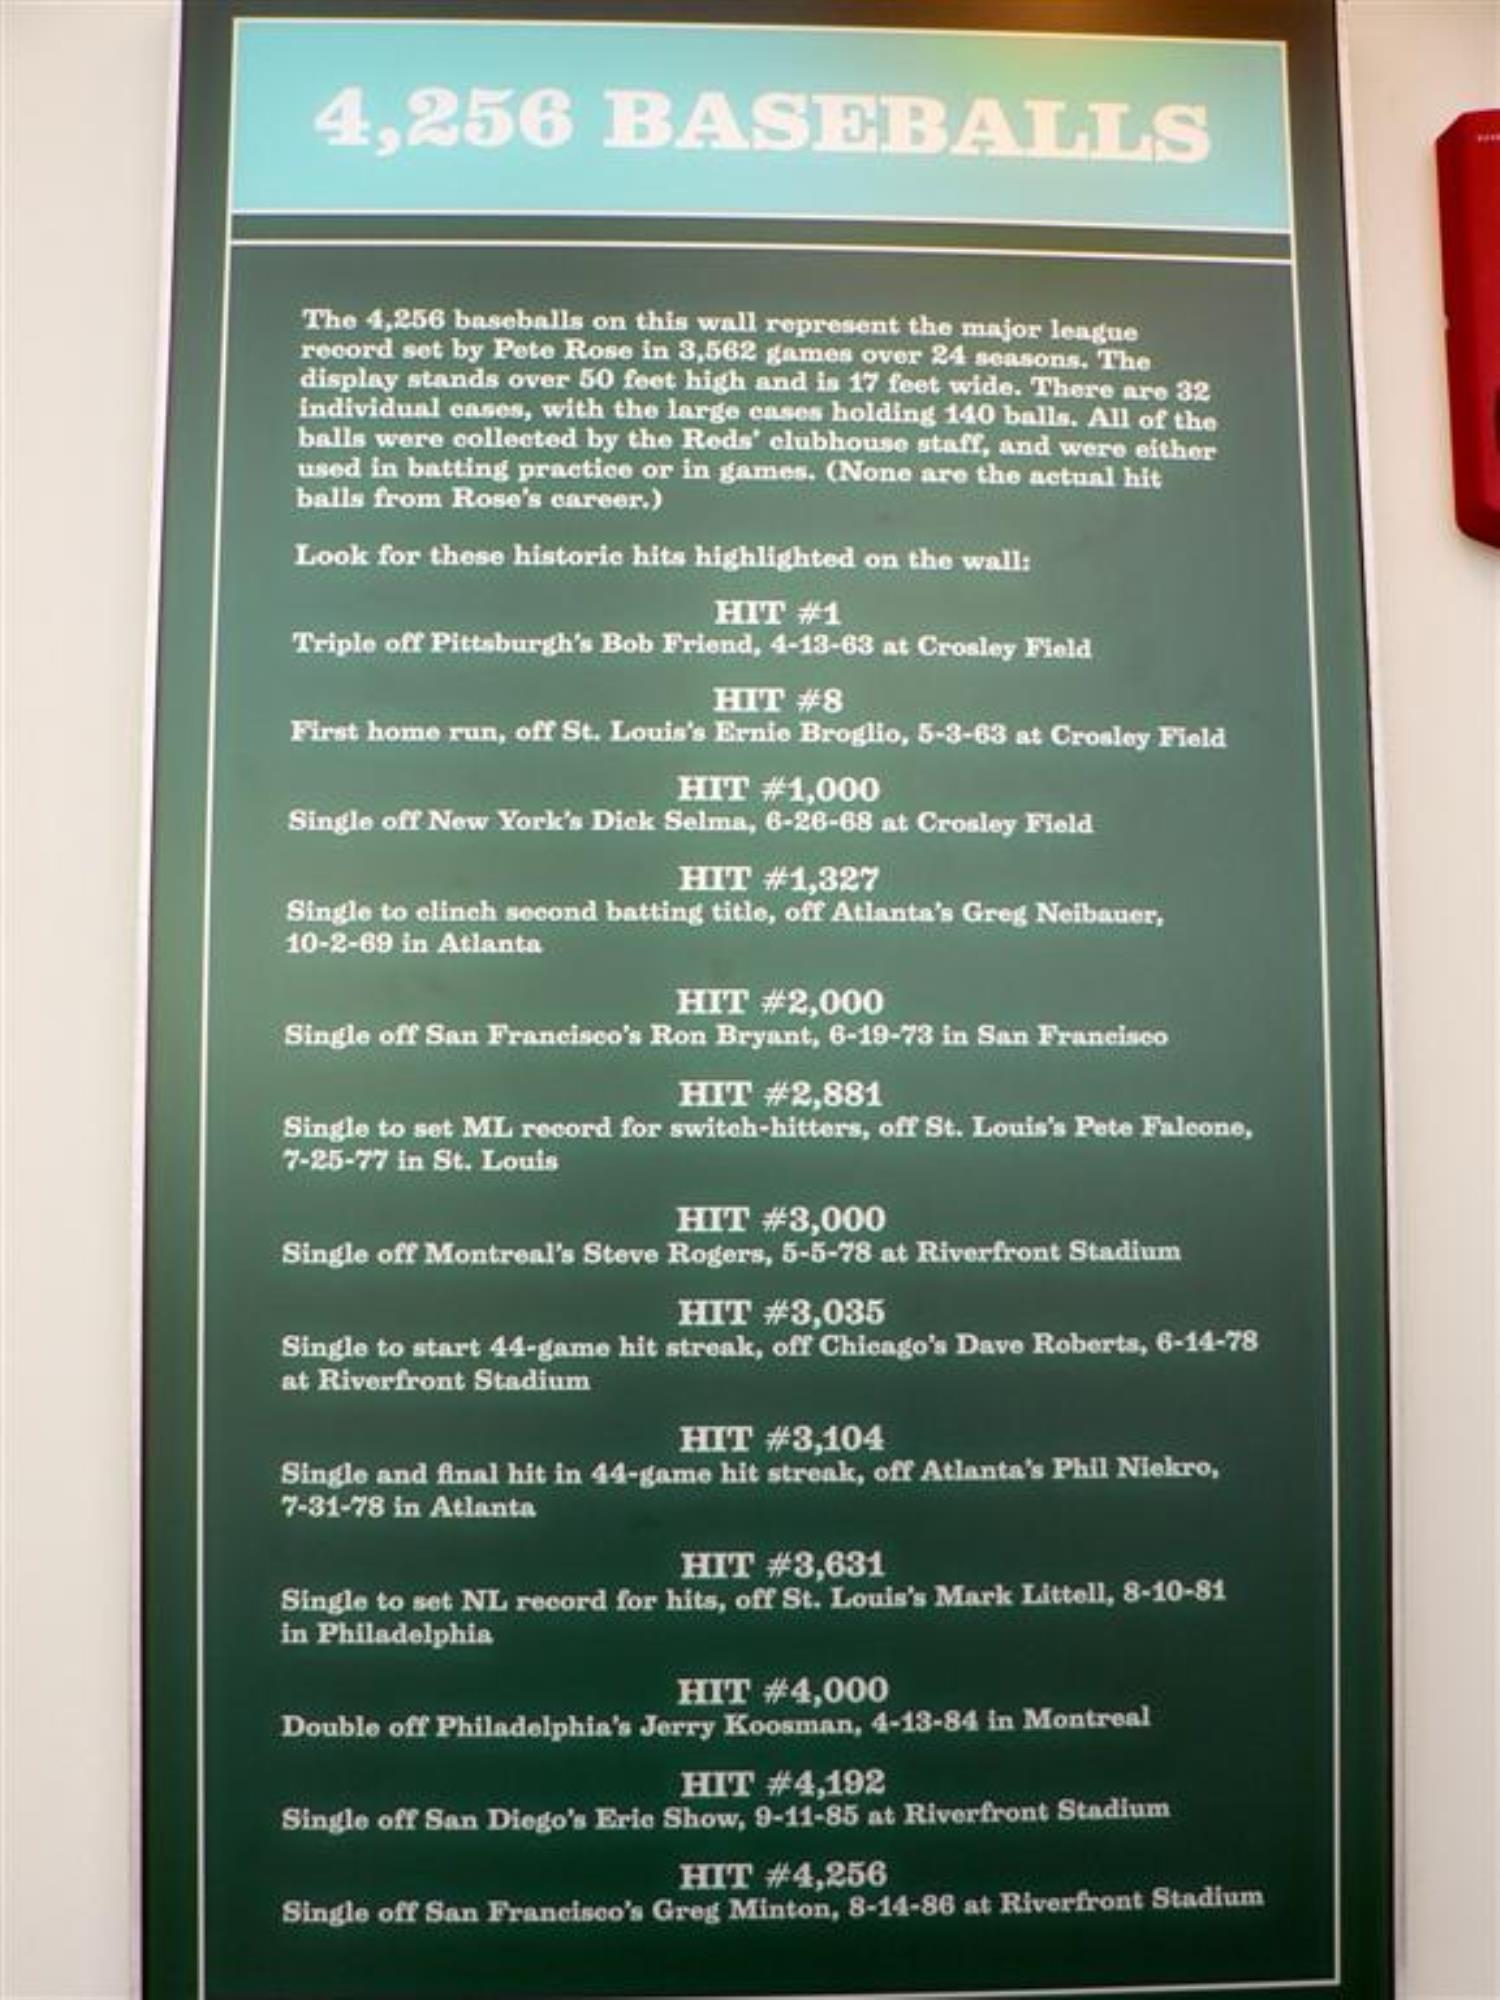 4,256 BASEBALLS
The 4,256 baseballs on this wall represent the major league
record set by Pete Rose in 3,562 games over 24 seasons. The
display stands over 50 feet high and is 17 feet wide. There are 32
individual cases, with the large cases holding 140 balls. All of the
balls were collected by the Reds' clubhouse staff, and were either
used in batting practice or in games. (None are the actual hit
balls from Rose's career.)
Look for these historic hits highlighted on the wall:
HIT #1
Triple off Pittsburgh's Bob Friend, 4-13-63 at Crosley Field
HIT #8
First home run, off St. Louis's Ernie Broglio, 5-3-63 at Crosley Field
HIT #1,000
Single off New York's Dick Selma, 6-26-68 at Crosley Field
HIT #1,327
Single to clinch second batting title, off Atlanta's Greg Neibauer,
10-2-69 in Atlanta
HIT #2,000
Single off San Francisco's Ron Bryant, 6-19-73 in San Francisco
HIT #2,881
Single to set ML record for switch-hitters, off St. Louis's Pete Falcone,
7-25-77 in St. Louis
HIT #3,000
Single off Montreal's Steve Rogers, 5-5-78 at Riverfront Stadium
HIT #3,035
Single to start 44-game hit streak, off Chicago's Dave Roberts, 6-14-78
at Riverfront Stadium
HIT #3,104
Single and final hit in 44-game hit streak, off Atlanta's Phil Niekro,
7-31-78 in Atlanta
HIT #3,631
Single to set NL record for hits, off St. Louis's Mark Littell, 8-10-81
in Philadelphia
HIT #4,000
Double off Philadelphia's Jerry Koosman, 4-13-84 in Montreal
HIT #4,192
Single off San Diego's Eric Show, 9-11-85 at Riverfront Stadium
HIT #4,256
Single off San Francisco's Greg Minton, 8-14-86 at Riverfront Stadium